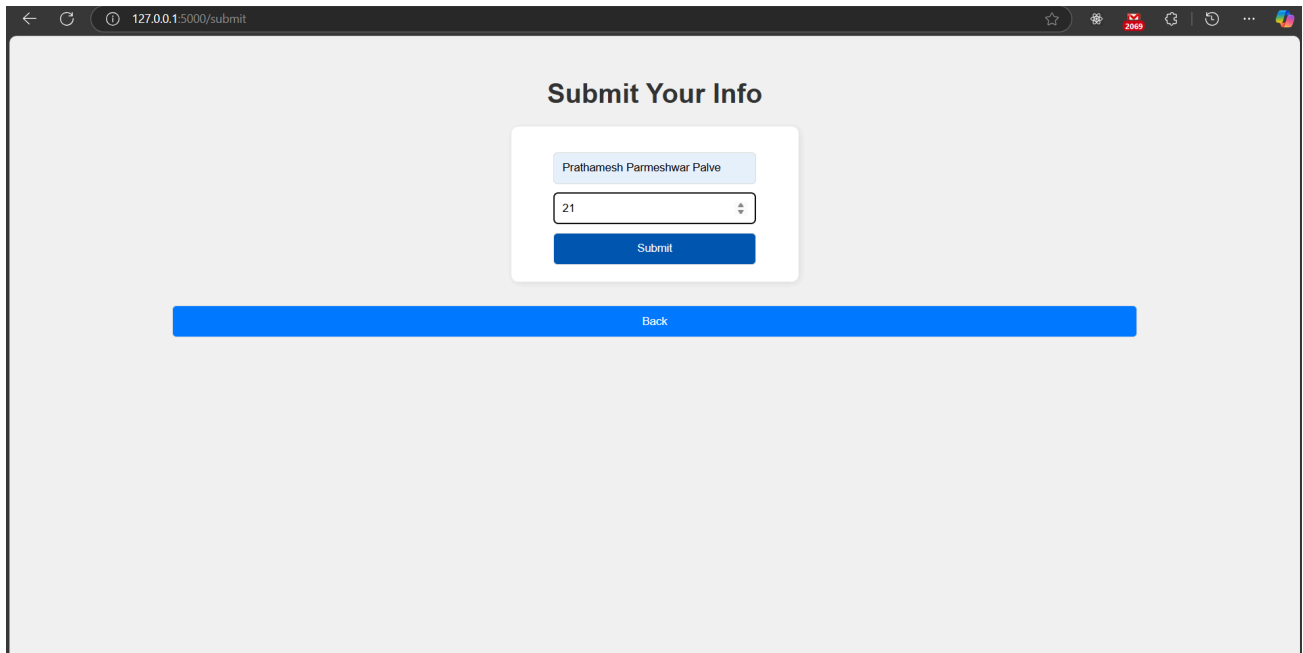 127.0.0.1:5000/submit
2069
Submit Your Info
Prathamesh Parmeshwar Palve
21
Submit
Back